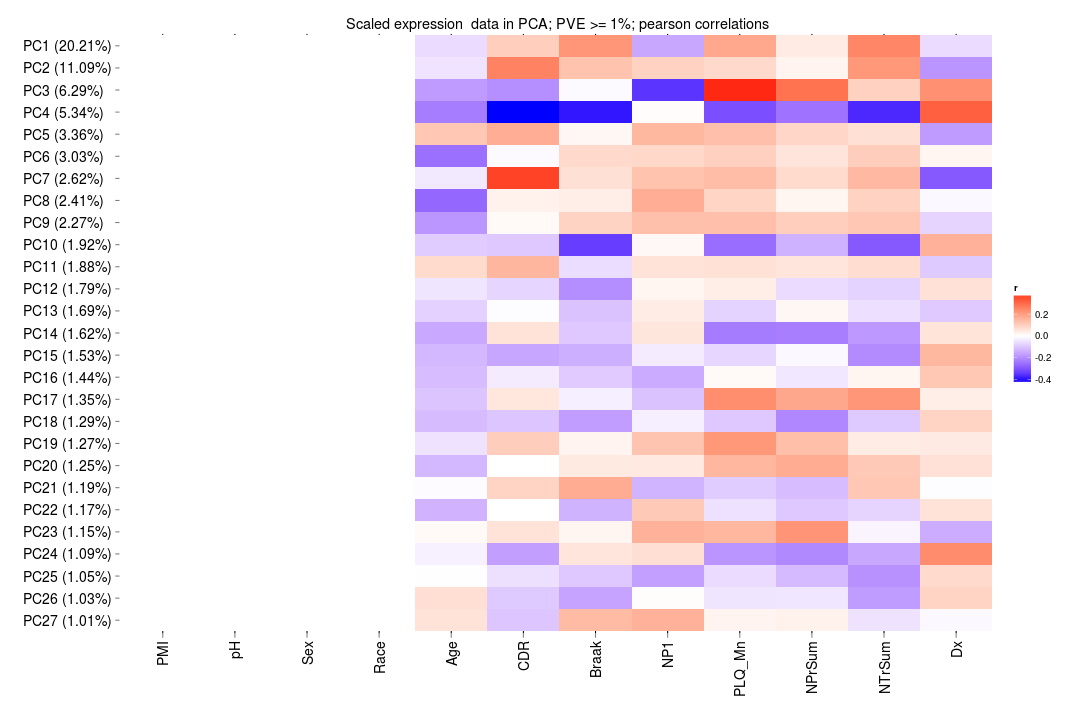 Scaled expression  data in PCA; PVE >= 1%; pearson correlations
PC1 (20.21%)
PC2 (11.09%)
PC3 (6.29%)
PC4 (5.34%)
PC5 (3.36%)
PC6 (3.03%)
PC7 (2.62%)
PC8 (2.41%)
PC9 (2.27%)
PC10 (1.92%)
PC11 (1.88%)
PC12 (1.79%)
PC13 (1.69%)
PC14 (1.62%)
PC15 (1.53%)
PC16 (1.44%)
PC17 (1.35%)
PC18 (1.29%)
PC19 (1.27%)
PC20 (1.25%)
PC21 (1.19%)
PC22 (1.17%)
PC23 (1.15%)
PC24 (1.09%)
PC25 (1.05%)
PC26 (1.03%)
PC27 (1.01%)
PMI
pH
Sex
Race
Age
CDR
Braak
NP1
PLQ_Mn
NPrSum
NTrSum
Dx
r
0.2
0.0
-0.2
-0.4